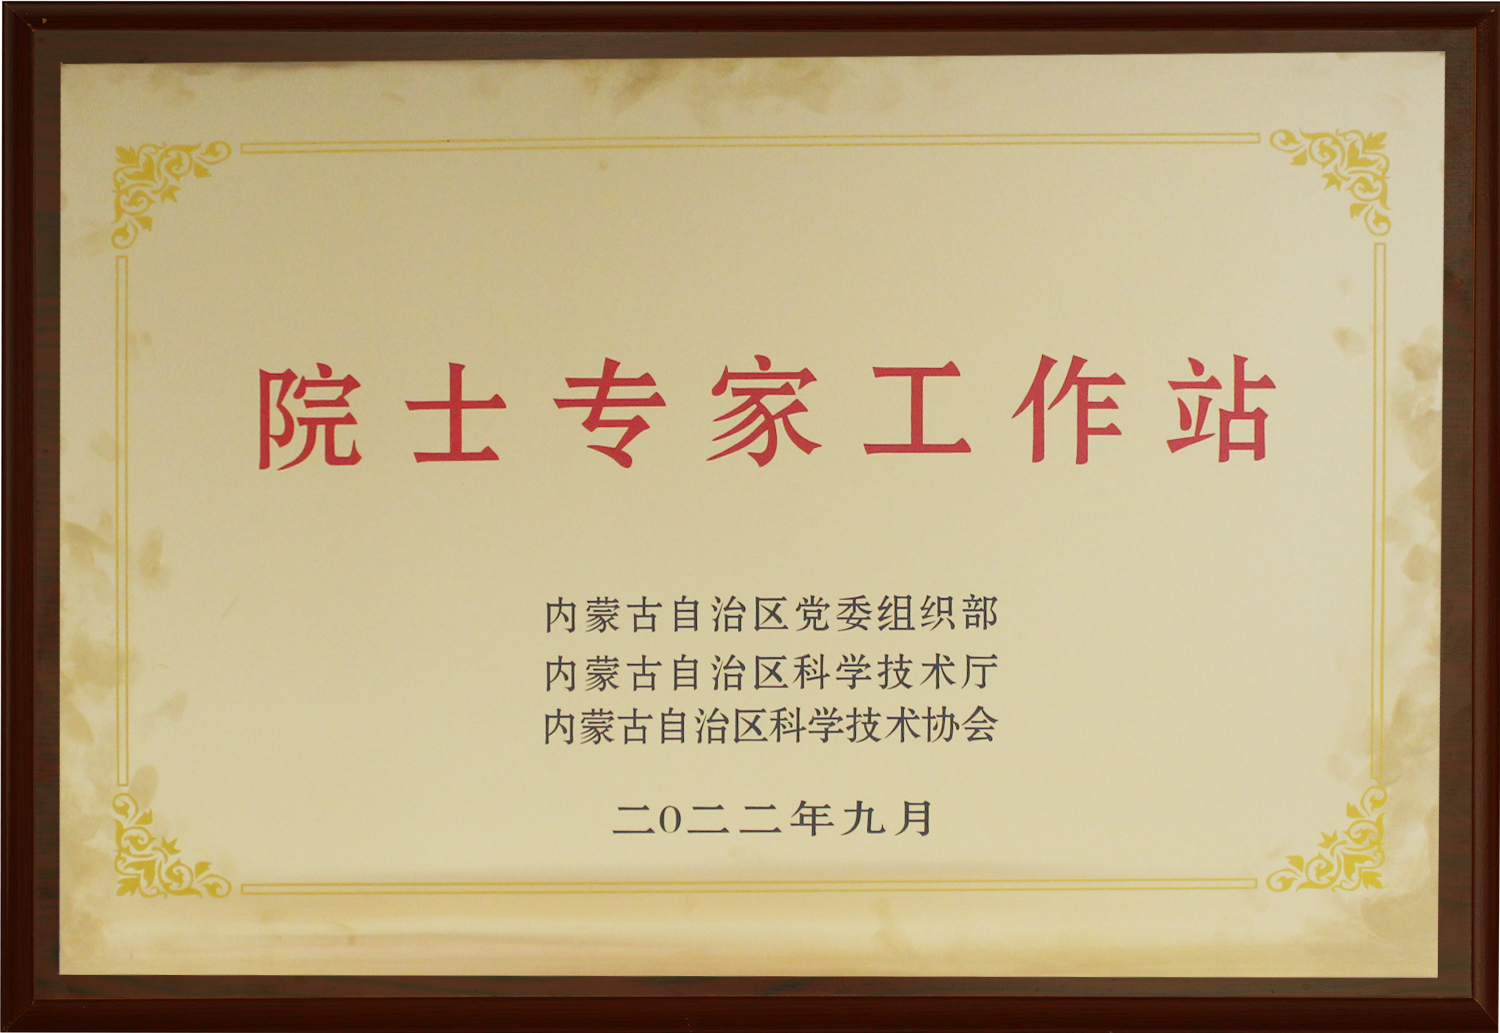 院士专家工作站
内蒙古自治区党委组织部
内蒙古自治区科学技术厅
内蒙古自治区科学技术协会
二0二二年九月